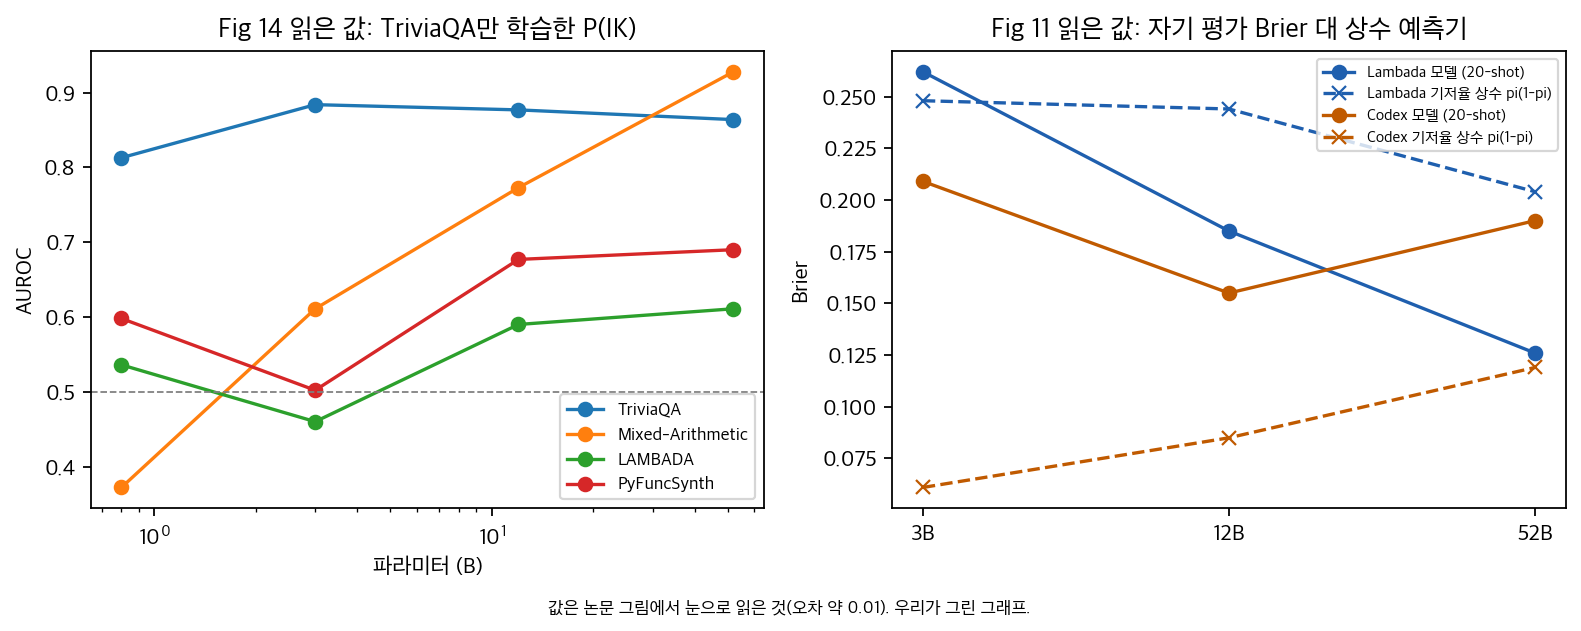 Fig 14 읽은 값: TriviaQA만 학습한 P(IK)
AUROC
0.9
0.8
0.7
0.6
0.5
0.4
TriviaQA
Mixed-Arithmetic
LAMBADA
PyFuncSynth
10⁰
10¹
파라미터 (B)
Fig 11 읽은 값: 자기 평가 Brier 대 상수 예측기
Brier
0.250
0.225
0.200
0.175
0.150
0.125
0.100
0.075
Lambada 모델 (20-shot)
Lambada 기저율 상수 pi(1-pi)
Codex 모델 (20-shot)
Codex 기저율 상수 pi(1-pi)
3B
12B
52B
값은 논문 그림에서 눈으로 읽은 것(오차 약 0.01). 우리가 그린 그래프.